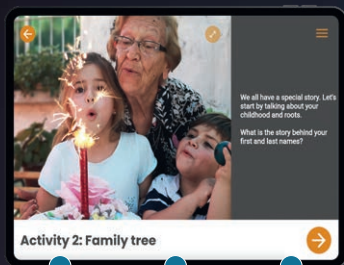 We all have a special story. Let's
start by talking about your
childhood and roots.
What is the story behind your
first and last names?
Activity 2: Family tree